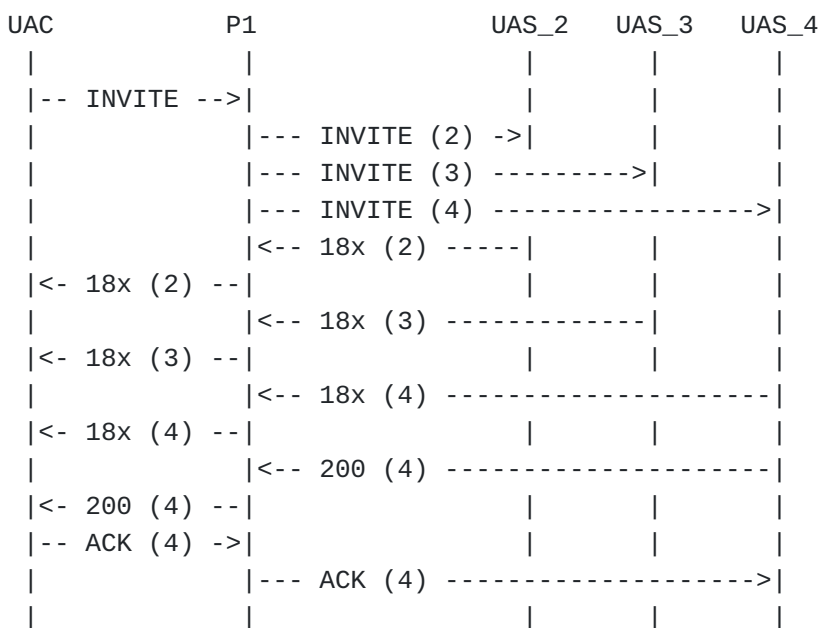 UAC             P1                 UAS_2   UAS_3   UAS_4
 |              |                  |       |       |
 |-- INVITE -->|                  |       |       |
 |              |--- INVITE (2) ->|       |       |
 |              |--- INVITE (3) --------->|       |
 |              |--- INVITE (4) ----------------->|
 |              |<-- 18x (2) -----|       |       |
 |<- 18x (2) --|                  |       |       |
 |              |<-- 18x (3) -------------|       |
 |<- 18x (3) --|                  |       |       |
 |              |<-- 18x (4) ---------------------|
 |<- 18x (4) --|                  |       |       |
 |              |<-- 200 (4) ---------------------|
 |<- 200 (4) --|                  |       |       |
 |-- ACK (4) ->|                  |       |       |
 |              |--- ACK (4) -------------------->|
 |              |                  |       |       |